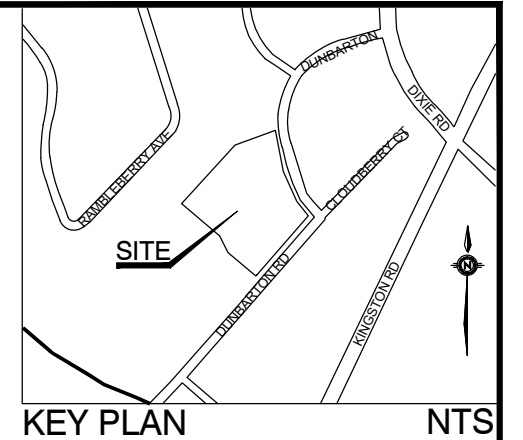 DUNBARTON
DIXIE RD
RAMBLEBERRY AVE
CLOUDBERRY CT
SITE
DUNBARTON RD
KINGSTON RD
N
KEY PLAN
NTS